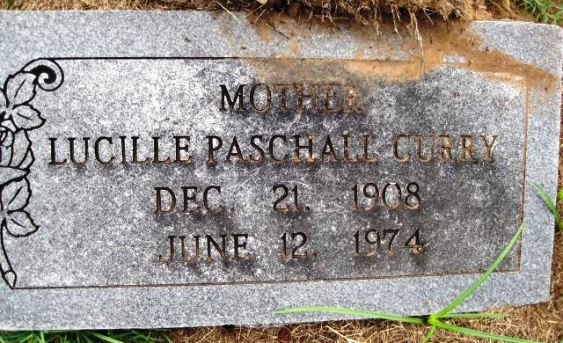 MOTHER
LUCILLE PASCHALL CURRY
DEC. 21. 1908
JUNE 12. 1974